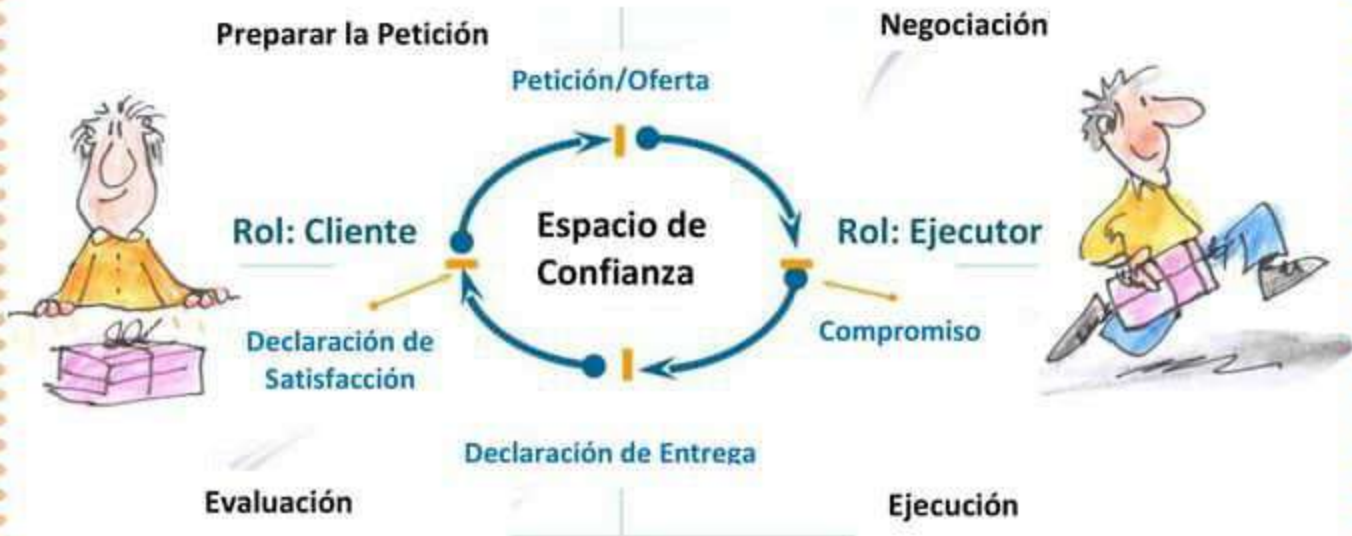 Preparar la Petición
Negociación
Petición/Oferta
Rol: Cliente
Espacio de
Confianza
Rol: Ejecutor
Declaración de
Satisfacción
Compromiso
Declaración de Entrega
Evaluación
Ejecución